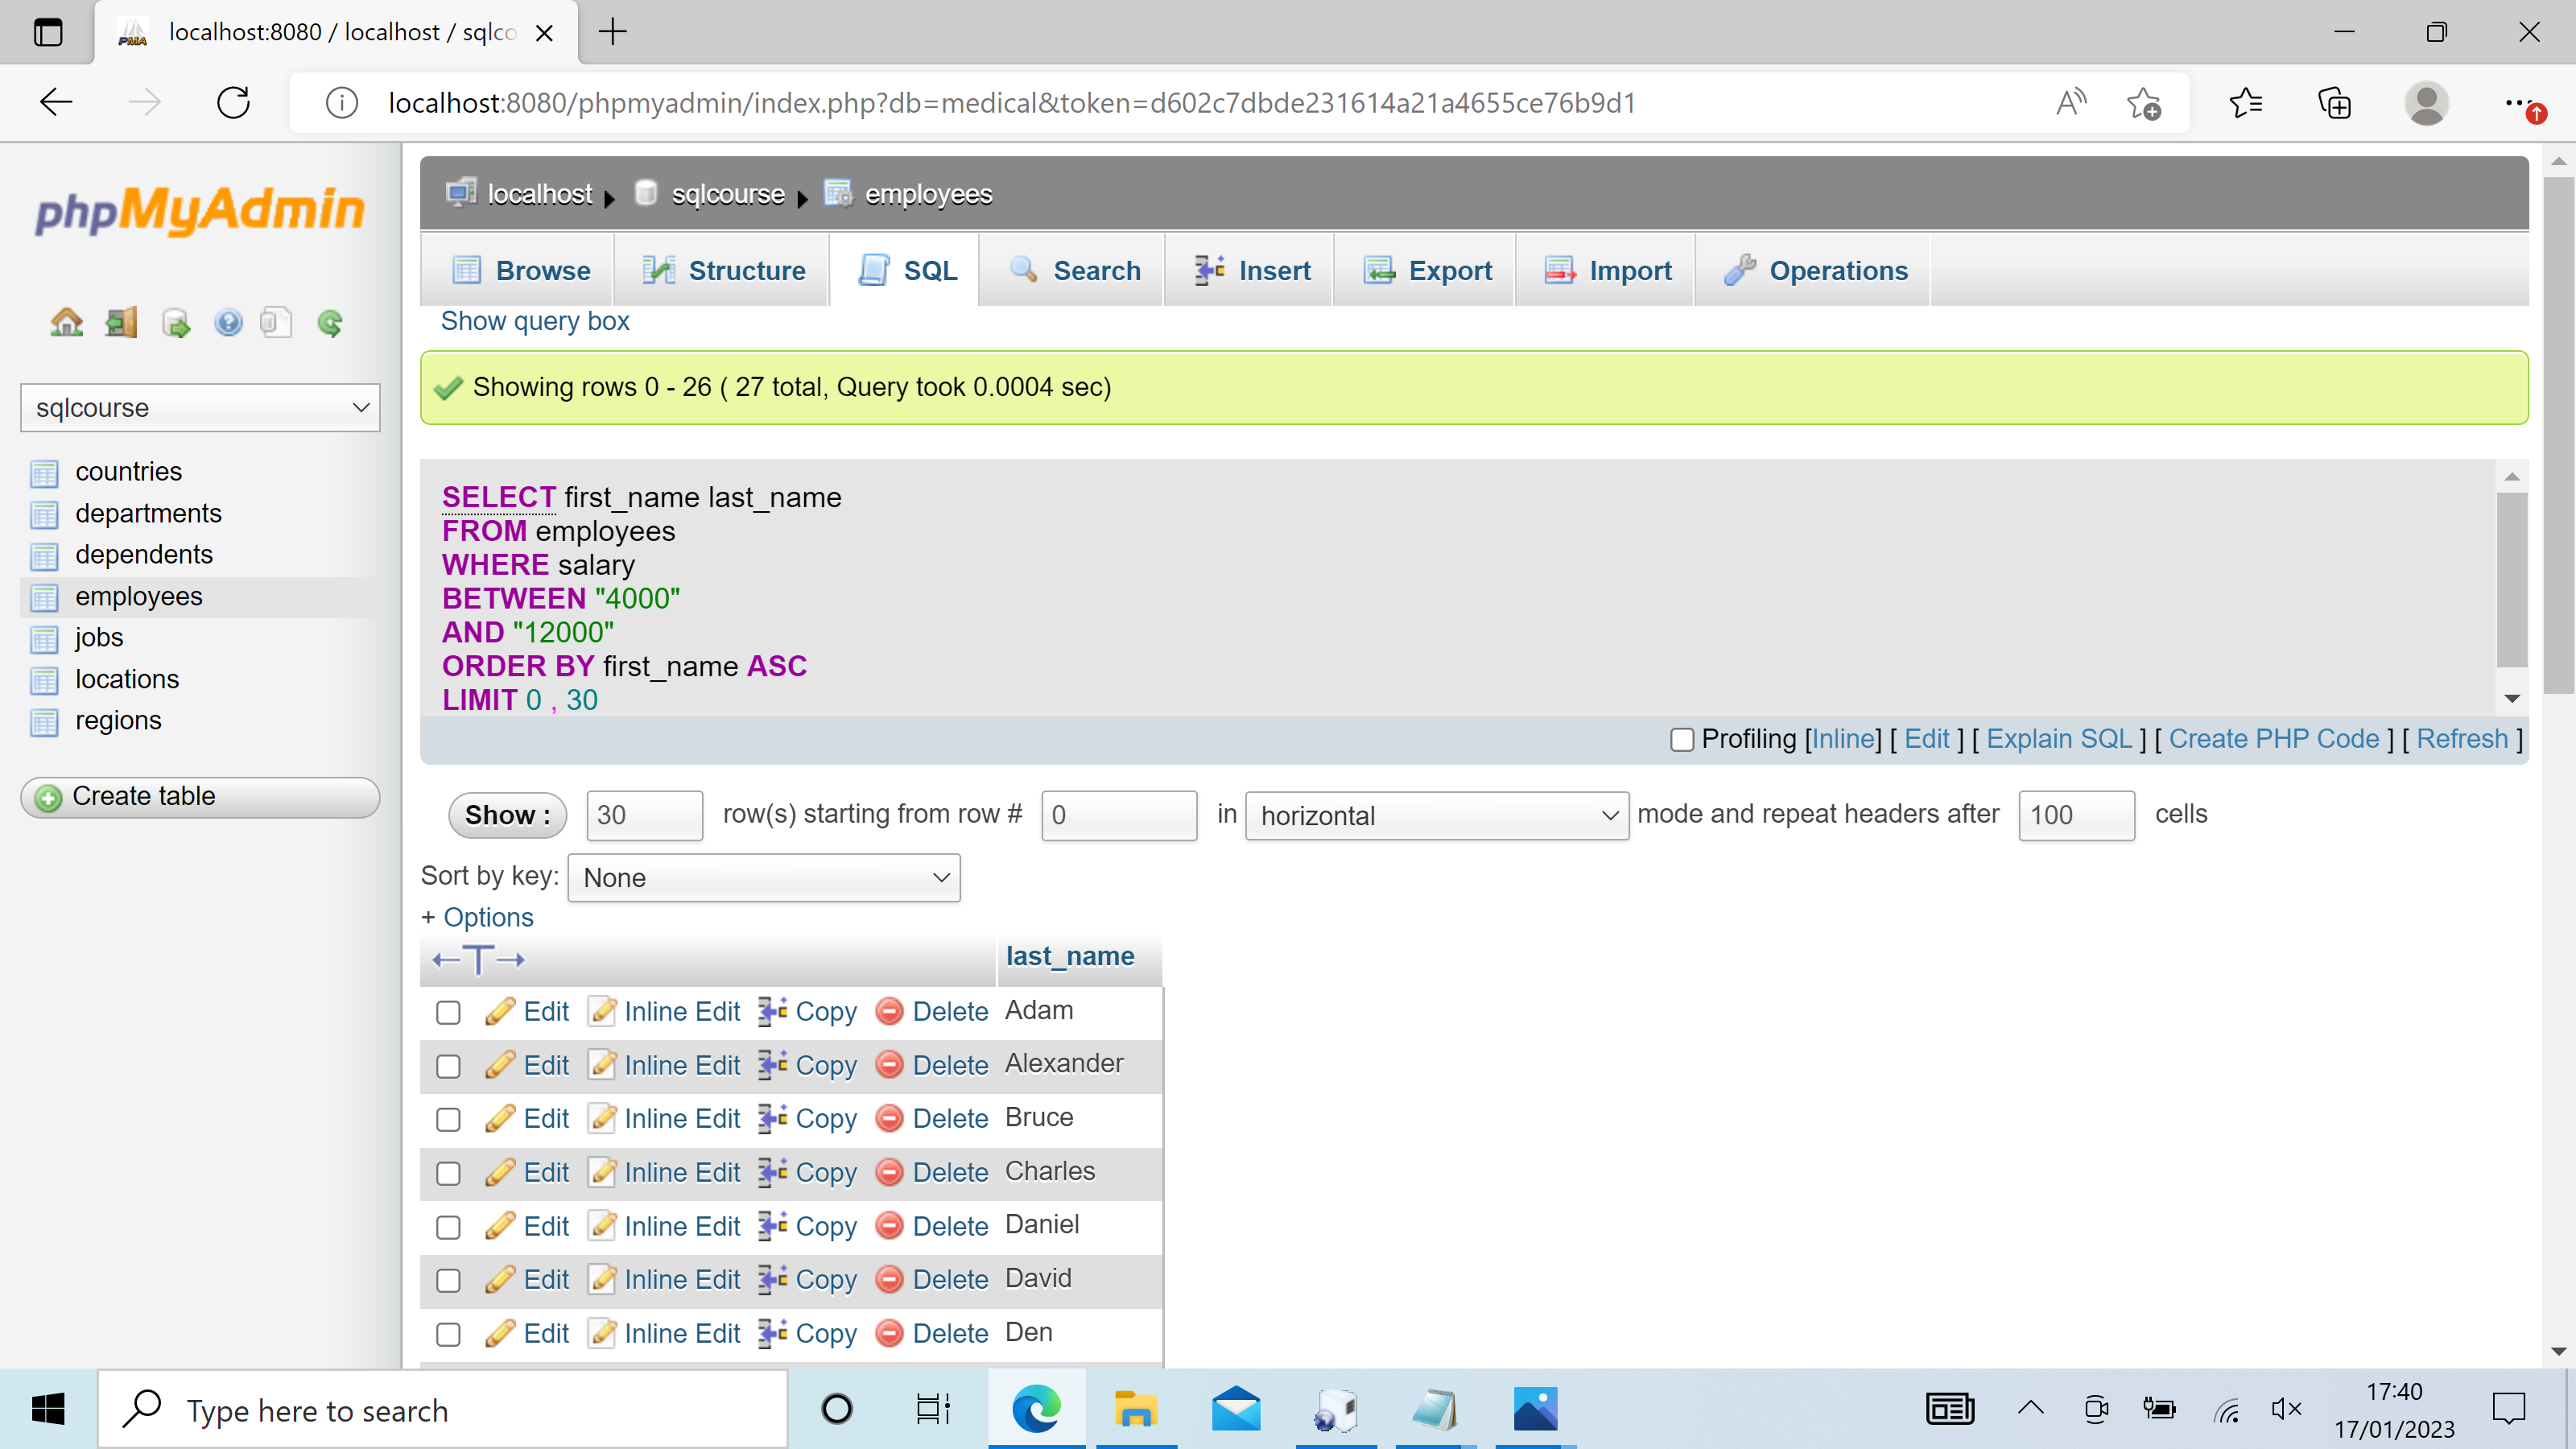 localhost:8080 / localhost / sqlco
localhost:8080/phpmyadmin/index.php?db=medical&token=d602c7dbde231614a21a4655ce76b9d1
phpMyAdmin
sqlcourse
countries
departments
dependents
employees
jobs
locations
regions
Create table
localhost sqlcourse employees
Browse Structure SQL Search Insert Export Import Operations
Show query box
Showing rows 0 - 26 ( 27 total, Query took 0.0004 sec)
SELECT first_name last_name
FROM employees
WHERE salary
BETWEEN "4000"
AND "12000"
ORDER BY first_name ASC
LIMIT 0 , 30
Profiling [Inline] [ Edit ] [ Explain SQL ] [ Create PHP Code ] [ Refresh ]
Show : 30 row(s) starting from row # 0 in horizontal mode and repeat headers after 100 cells
Sort by key: None
+ Options
←T→ last_name
Edit Inline Edit Copy Delete Adam
Edit Inline Edit Copy Delete Alexander
Edit Inline Edit Copy Delete Bruce
Edit Inline Edit Copy Delete Charles
Edit Inline Edit Copy Delete Daniel
Edit Inline Edit Copy Delete David
Edit Inline Edit Copy Delete Den
Type here to search
17:40
17/01/2023